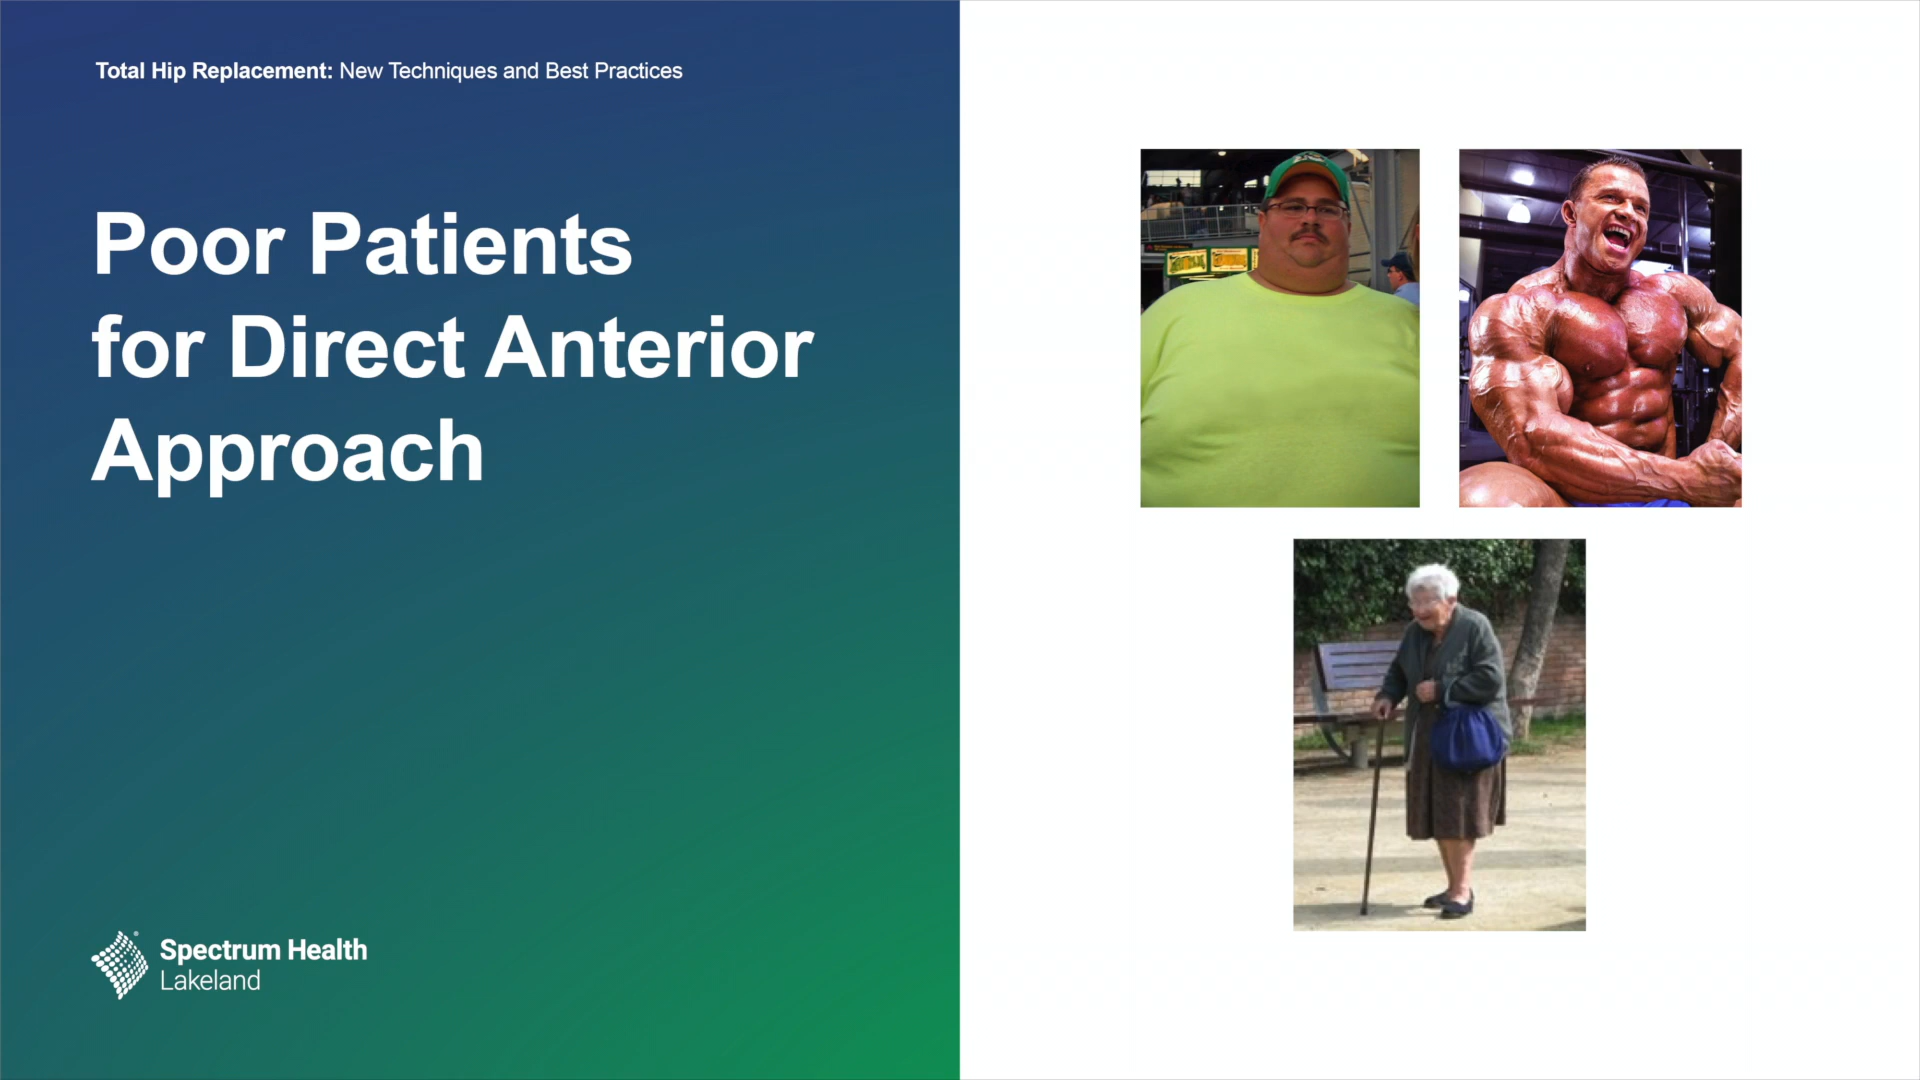 Total Hip Replacement: New Techniques and Best Practices
Poor Patients
for Direct Anterior
Approach
Spectrum Health
Lakeland